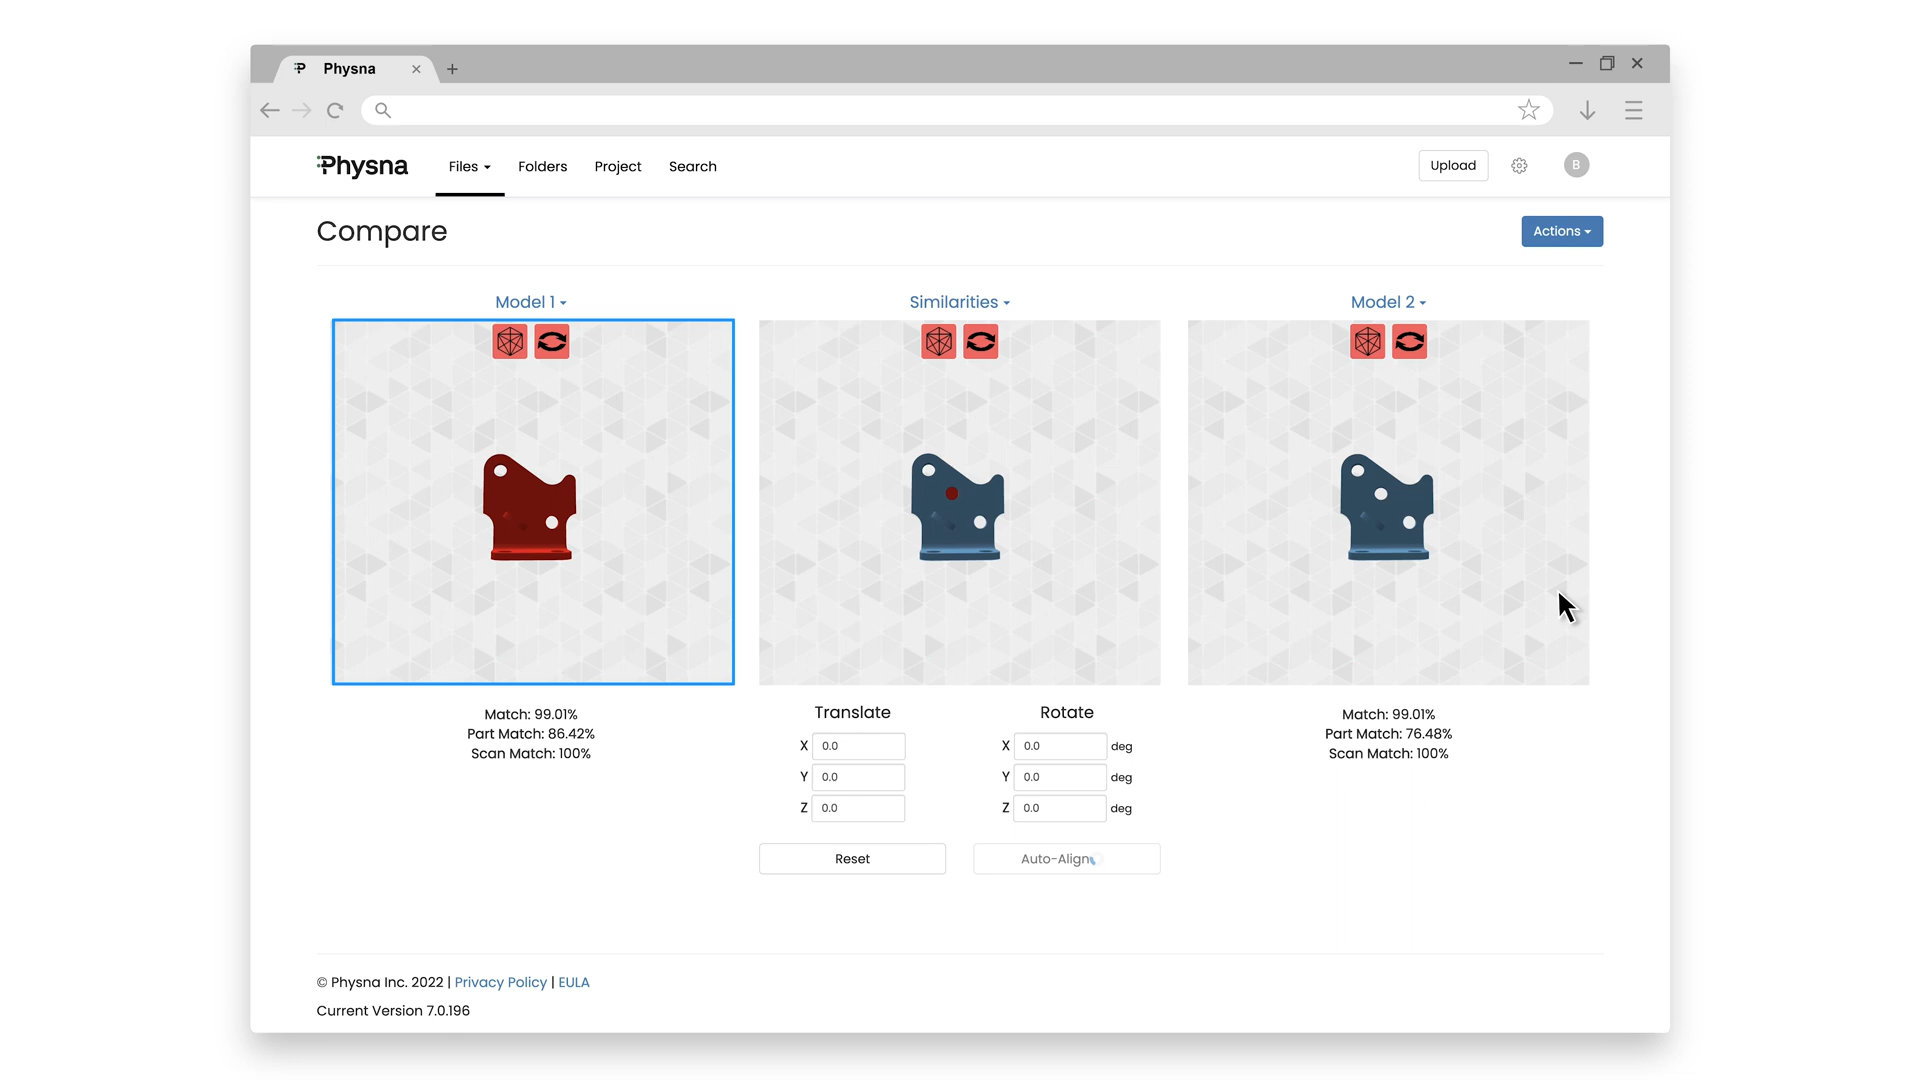 Physna
Physna
Files
Folders
Project
Search
Upload
B
Compare
Actions
Model 1
Similarities
Model 2
Match: 99.01%
Part Match: 86.42%
Scan Match: 100%
Translate
X 0.0
Y 0.0
Z 0.0
Rotate
X 0.0 deg
Y 0.0 deg
Z 0.0 deg
Reset
Auto-Align
Match: 99.01%
Part Match: 76.48%
Scan Match: 100%
© Physna Inc. 2022 | Privacy Policy | EULA
Current Version 7.0.196